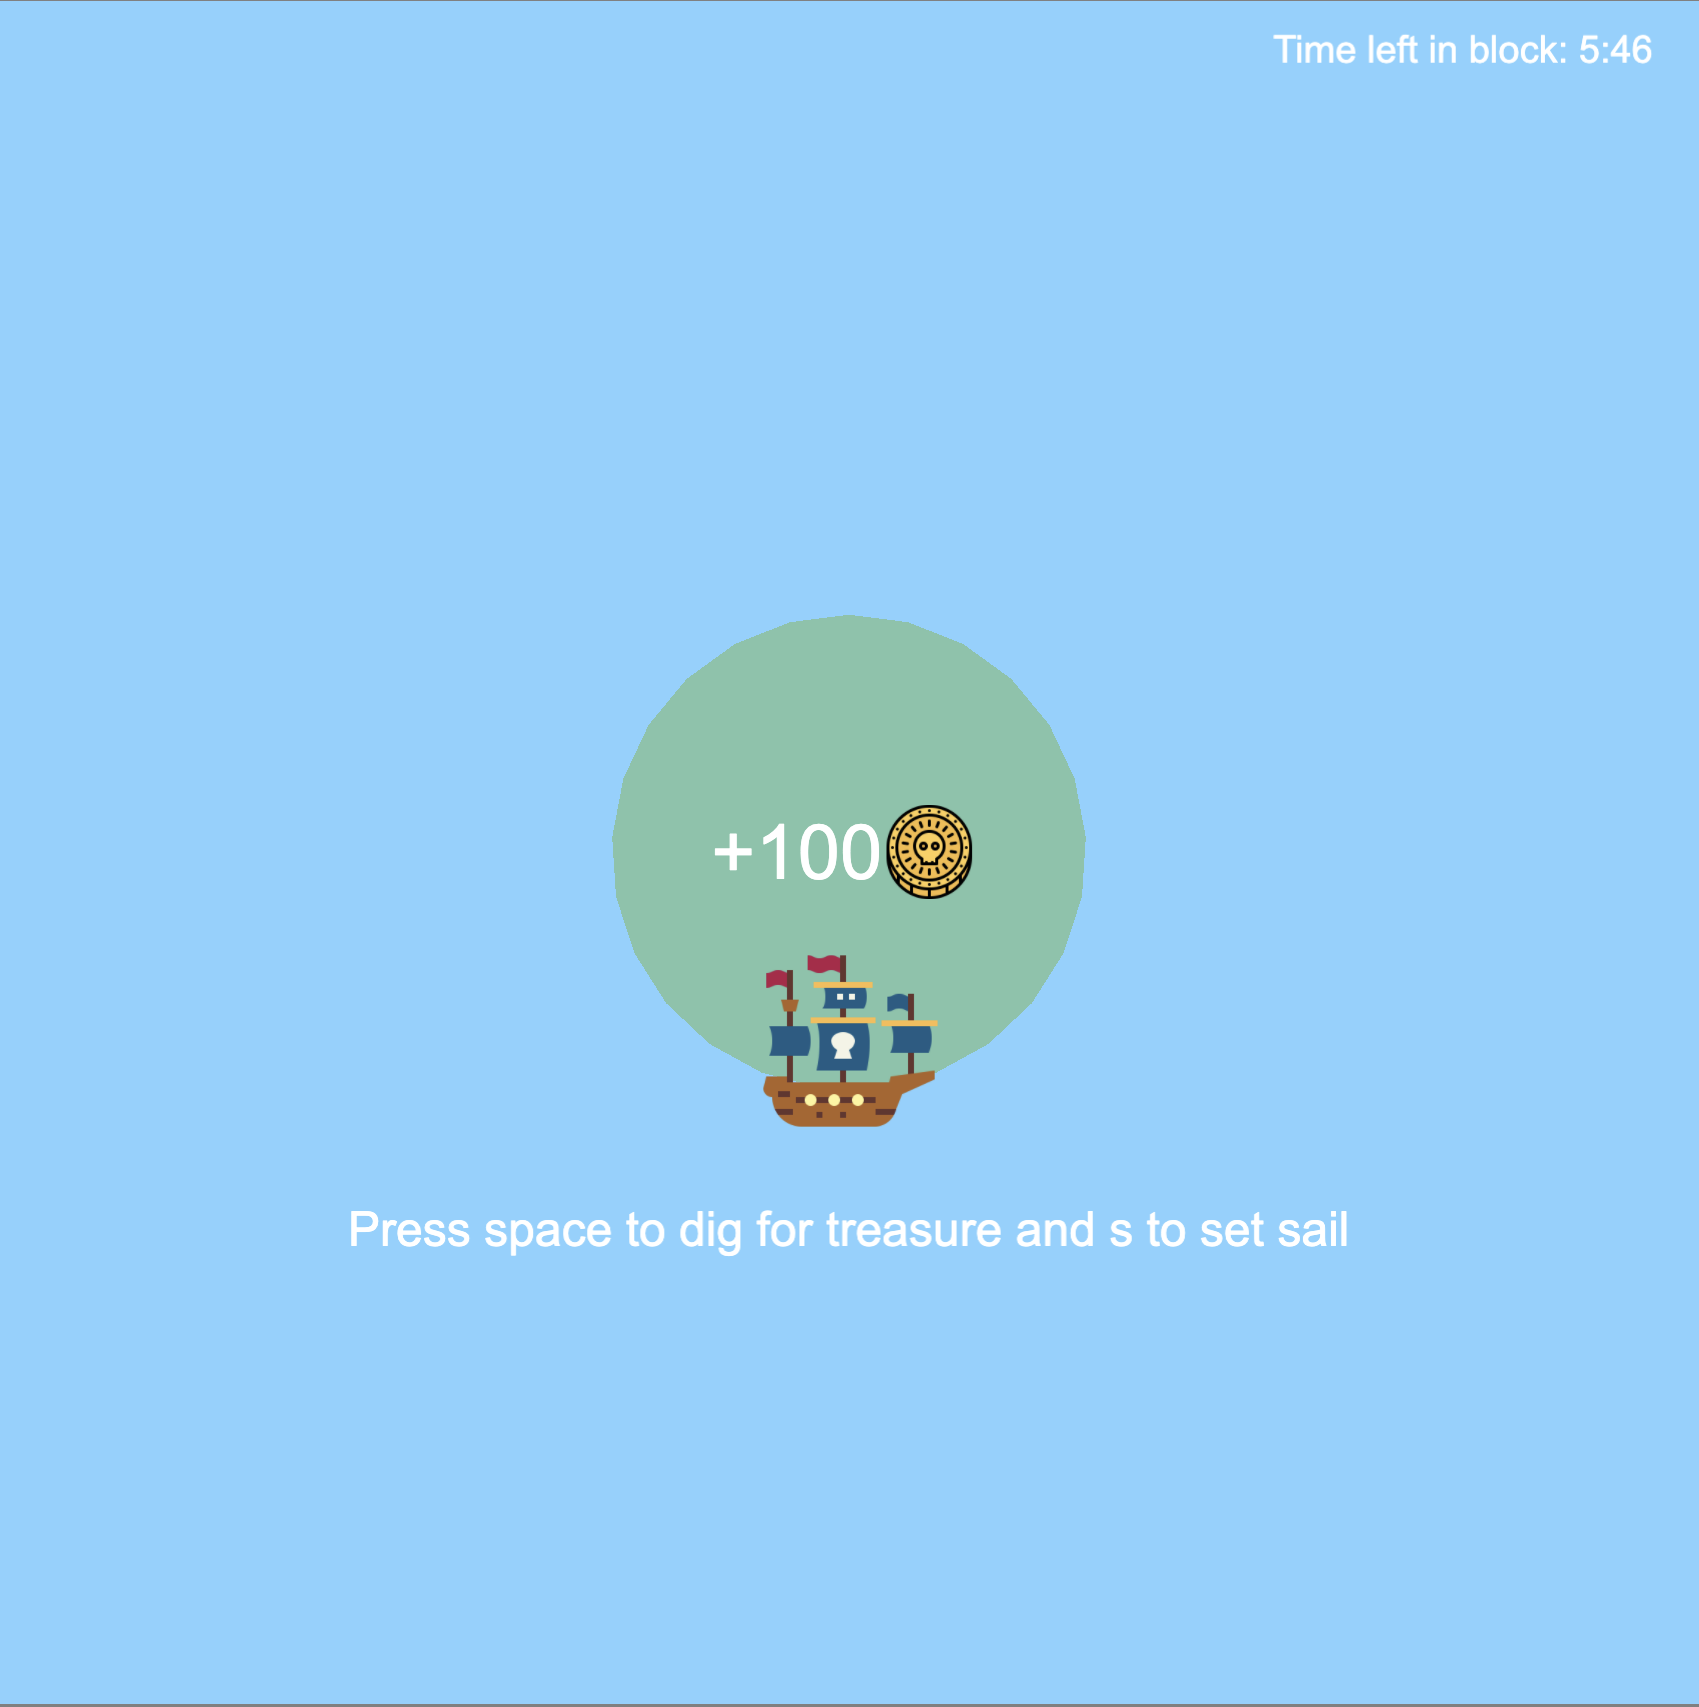 Time left in block: 5:46
+100
Press space to dig for treasure and s to set sail